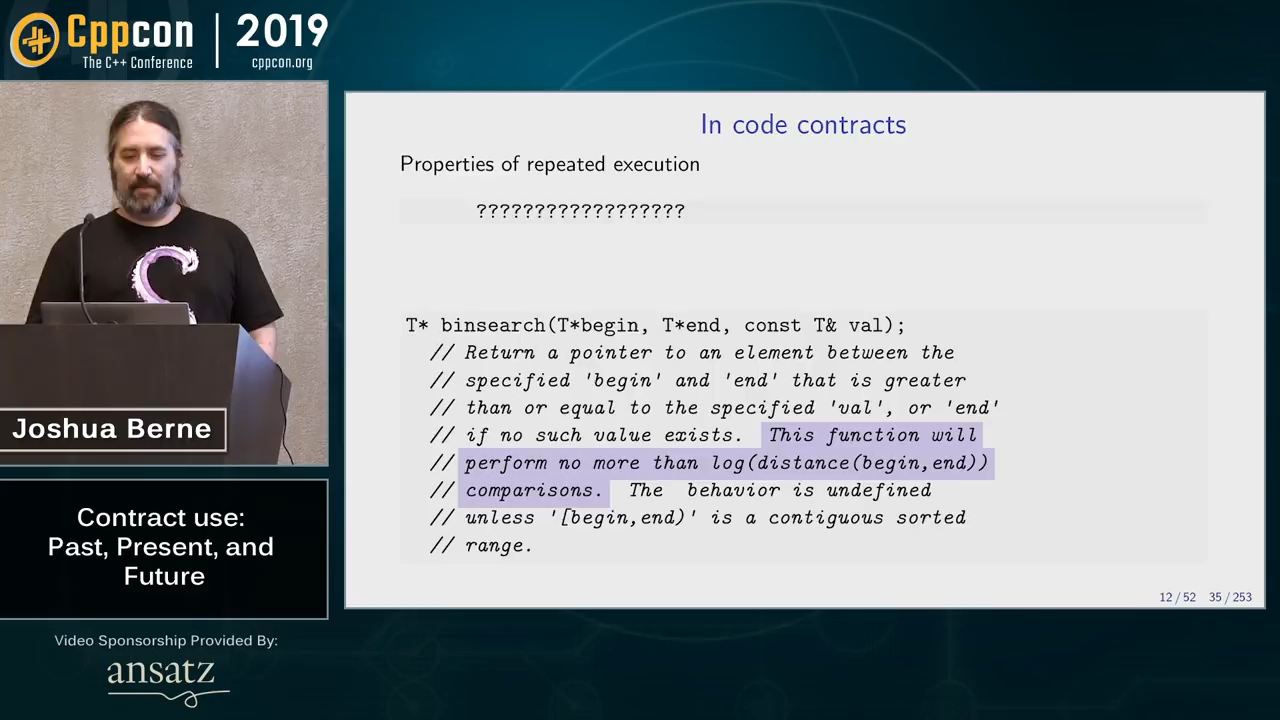 Cppcon | 2019
The C++ Conference cppcon.org
In code contracts
Properties of repeated execution
??????????????????
T* binsearch(T*begin, T*end, const T& val);
// Return a pointer to an element between the
// specified 'begin' and 'end' that is greater
// than or equal to the specified 'val', or 'end'
// if no such value exists. This function will
// perform no more than log(distance(begin,end))
// comparisons. The behavior is undefined
// unless '[begin,end)' is a contiguous sorted
// range.
12 / 52 35 / 253
Joshua Berne
Contract use:
Past, Present, and
Future
Video Sponsorship Provided By:
ansatz